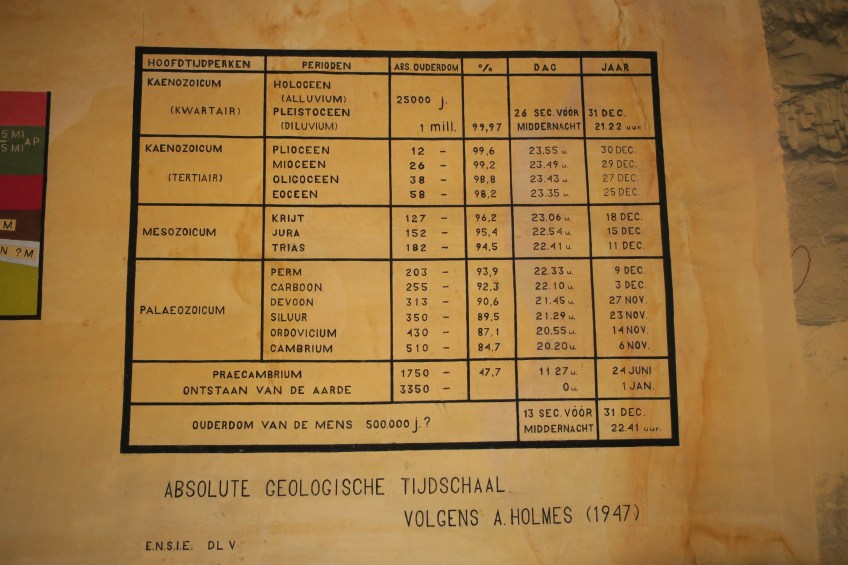 HOOFDTIJDPERKEN PERIODEN ABS. OUDERDOM % DAG JAAR
KAENOZOICUM HOLOCEEN
(ALLUVIUM) 25000 j.
(KWARTAIR) PLEISTOCEEN 26 SEC. VÓÓR 31 DEC.
(DILUVIUM) 1 mill. 99,97 MIDDERNACHT 21.22 uur
KAENOZOICUM PLIOCEEN 12 – 99,6 23.55 u. 30 DEC.
MIOCEEN 26 – 99,2 23.49 u. 29 DEC.
(TERTIAIR) OLIGOCEEN 38 – 98,8 23.43 u. 27 DEC.
EOCEEN 58 – 98,2 23.35 u. 25 DEC.
KRIJT 127 – 96,2 23.06 u. 18 DEC.
MESOZOICUM JURA 152 – 95,4 22.54 u. 15 DEC.
TRIAS 182 – 94,5 22.41 u. 11 DEC.
PERM 203 – 93,9 22.33 u. 9 DEC.
CARBOON 255 – 92,3 22.10 u. 3 DEC.
PALAEOZOICUM DEVOON 313 – 90,6 21.45 u. 27 NOV.
SILUUR 350 – 89,5 21.29 u. 23 NOV.
ORDOVICIUM 430 – 87,1 20.55 u. 14 NOV.
CAMBRIUM 510 – 84,7 20.20 u. 6 NOV.
PRAECAMBRIUM 1750 – 47,7 11.27 u. 24 JUNI
ONTSTAAN VAN DE AARDE 3350 – 0 u. 1 JAN.
OUDERDOM VAN DE MENS 500.000 j.? 13 SEC. VÓÓR 31 DEC.
MIDDERNACHT 22.41 uur.
ABSOLUTE GEOLOGISCHE TIJDSCHAAL
VOLGENS A. HOLMES (1947)
E.N.S.I.E. DL V